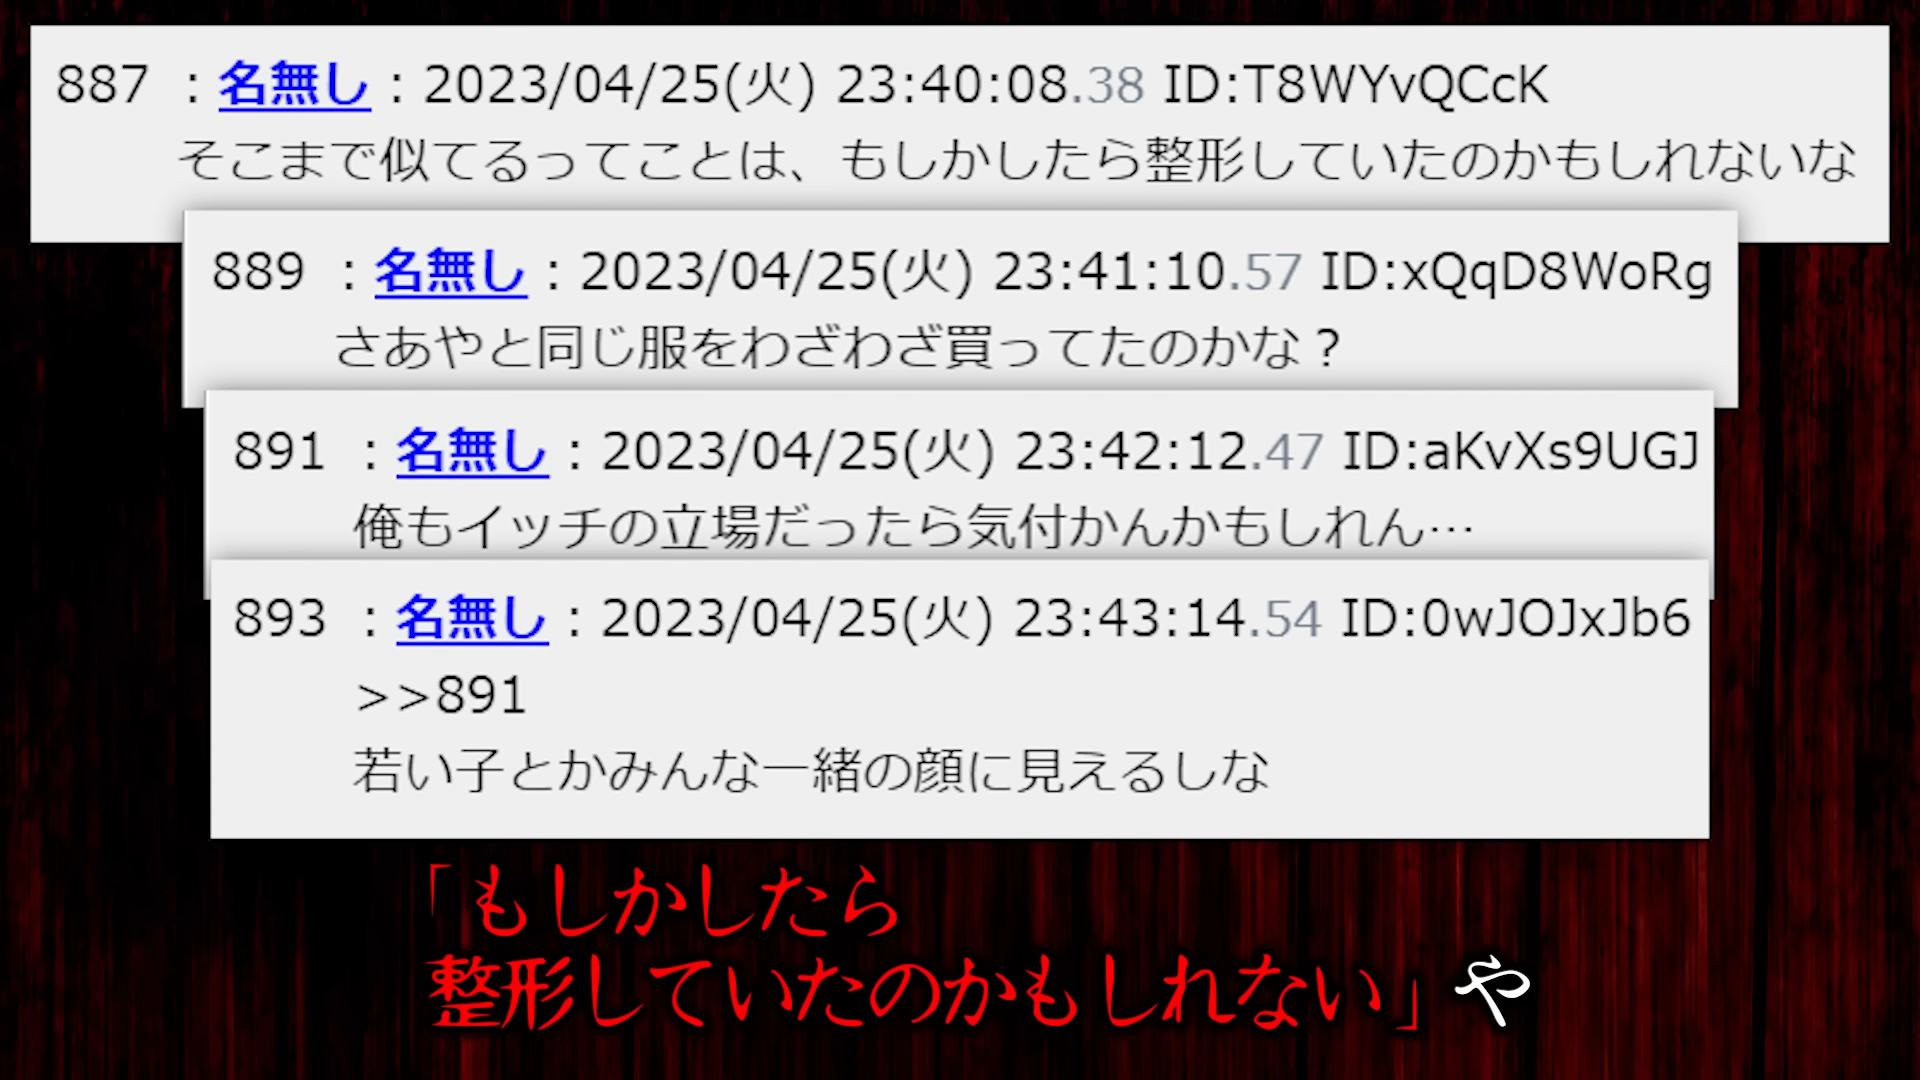 887 ：名無し：2023/04/25(火) 23:40:08.38 ID:T8WYvQCcK
そこまで似てるってことは、もしかしたら整形していたのかもしれないな
889 ：名無し：2023/04/25(火) 23:41:10.57 ID:xQqD8WoRg
さあやと同じ服をわざわざ買ってたのかな？
891 ：名無し：2023/04/25(火) 23:42:12.47 ID:aKvXs9UGJ
俺もイッチの立場だったら気付かんかもしれん…
893 ：名無し：2023/04/25(火) 23:43:14.54 ID:0wJOJxJb6
>>891
若い子とかみんな一緒の顔に見えるしな
「もしかしたら
整形していたのかもしれない」や